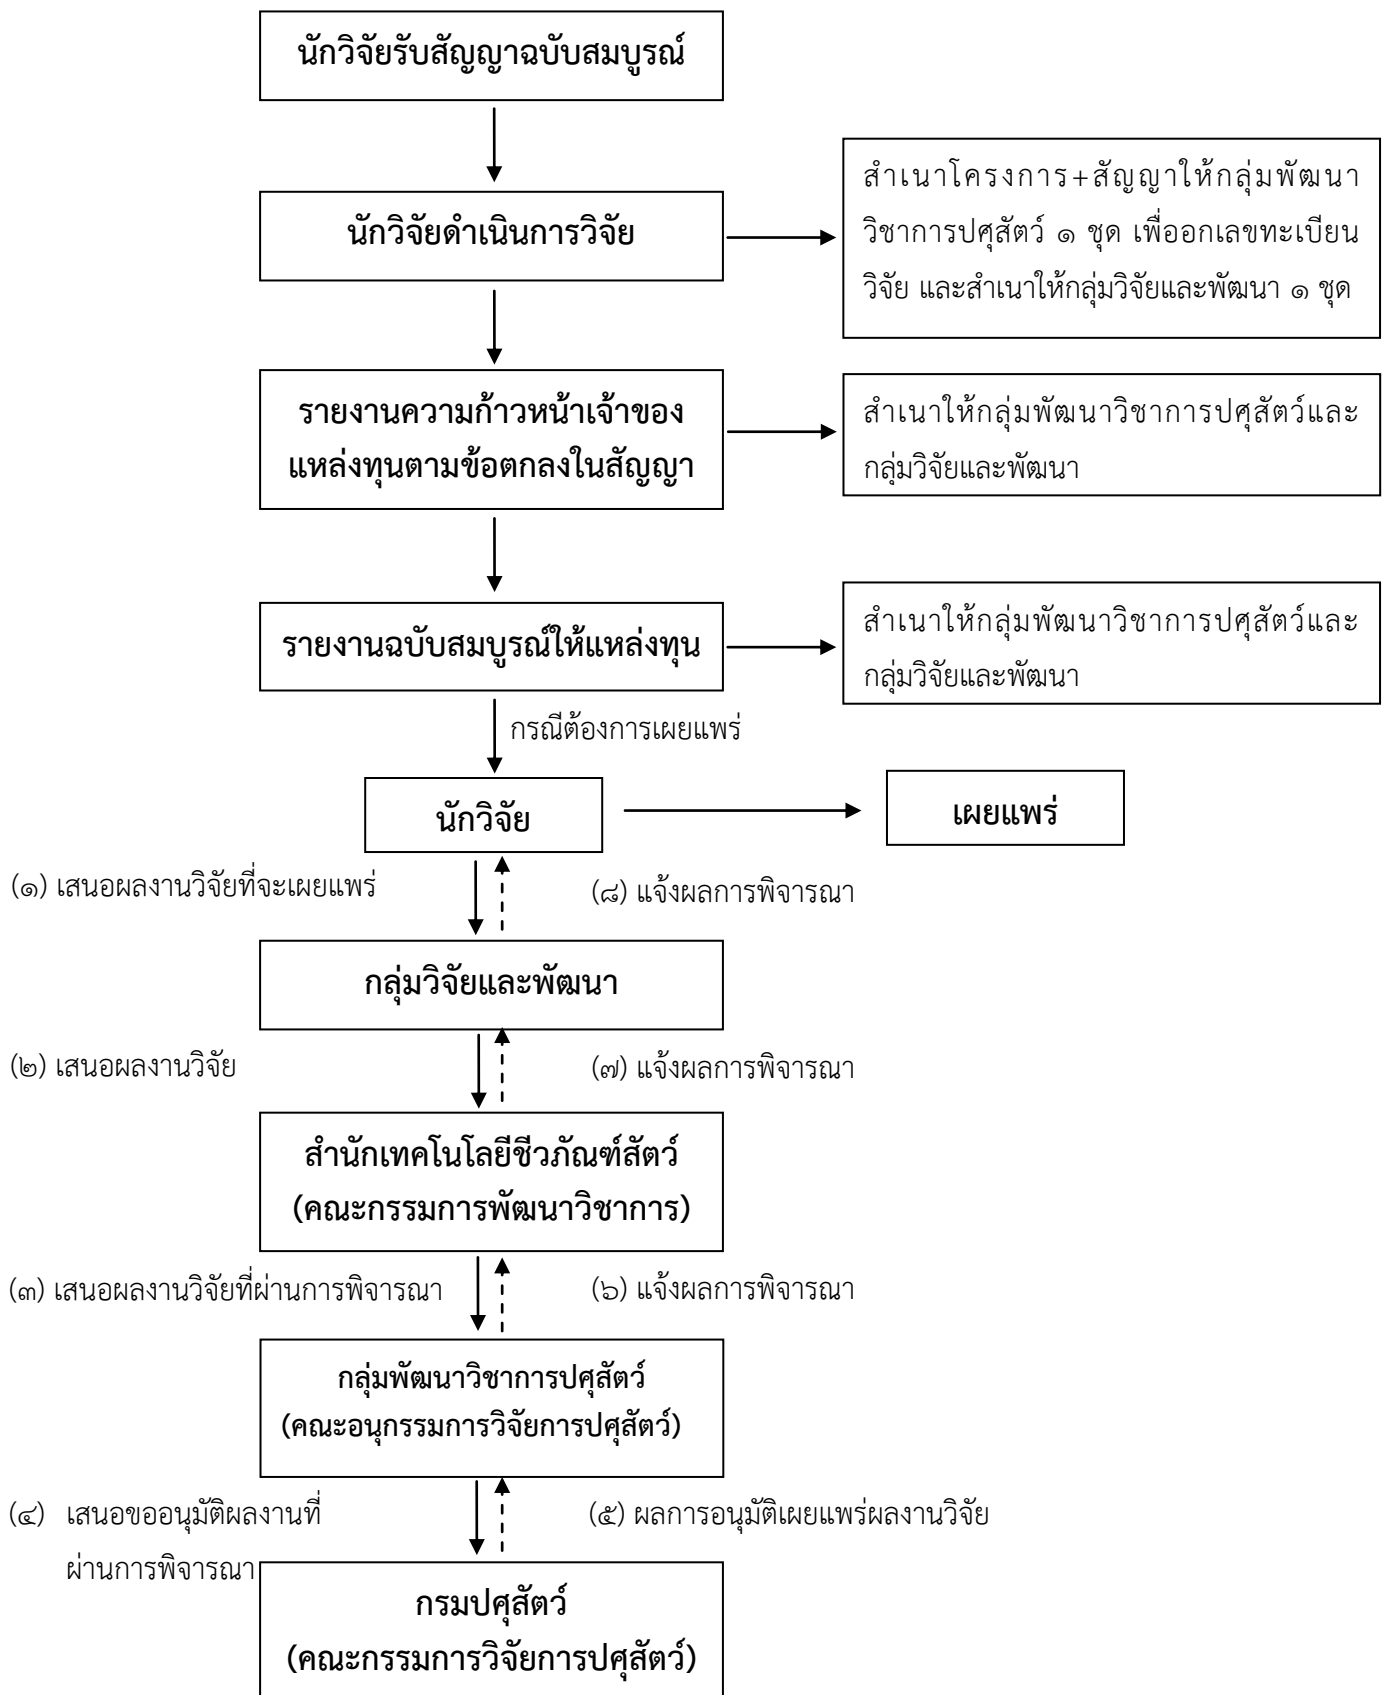 นักวิจัยรับสัญญาฉบับสมบูรณ์
นักวิจัยดำเนินการวิจัย
สำเนาโครงการ+สัญญาให้กลุ่มพัฒนา
วิชาการปศุสัตว์ ๑ ชุด เพื่อออกเลขทะเบียน
วิจัย และสำเนาให้กลุ่มวิจัยและพัฒนา ๑ ชุด
รายงานความก้าวหน้าเจ้าของ
แหล่งทุนตามข้อตกลงในสัญญา
สำเนาให้กลุ่มพัฒนาวิชาการปศุสัตว์และ
กลุ่มวิจัยและพัฒนา
รายงานฉบับสมบูรณ์ให้แหล่งทุน
สำเนาให้กลุ่มพัฒนาวิชาการปศุสัตว์และ
กลุ่มวิจัยและพัฒนา
กรณีต้องการเผยแพร่
นักวิจัย
เผยแพร่
(๑) เสนอผลงานวิจัยที่จะเผยแพร่
(๘) แจ้งผลการพิจารณา
กลุ่มวิจัยและพัฒนา
(๒) เสนอผลงานวิจัย
(๗) แจ้งผลการพิจารณา
สำนักเทคโนโลยีชีวภัณฑ์สัตว์
(คณะกรรมการพัฒนาวิชาการ)
(๓) เสนอผลงานวิจัยที่ผ่านการพิจารณา
(๖) แจ้งผลการพิจารณา
กลุ่มพัฒนาวิชาการปศุสัตว์
(คณะอนุกรรมการวิจัยการปศุสัตว์)
(๔) เสนอขออนุมัติผลงานที่
ผ่านการพิจารณา
(๕) ผลการอนุมัติเผยแพร่ผลงานวิจัย
กรมปศุสัตว์
(คณะกรรมการวิจัยการปศุสัตว์)